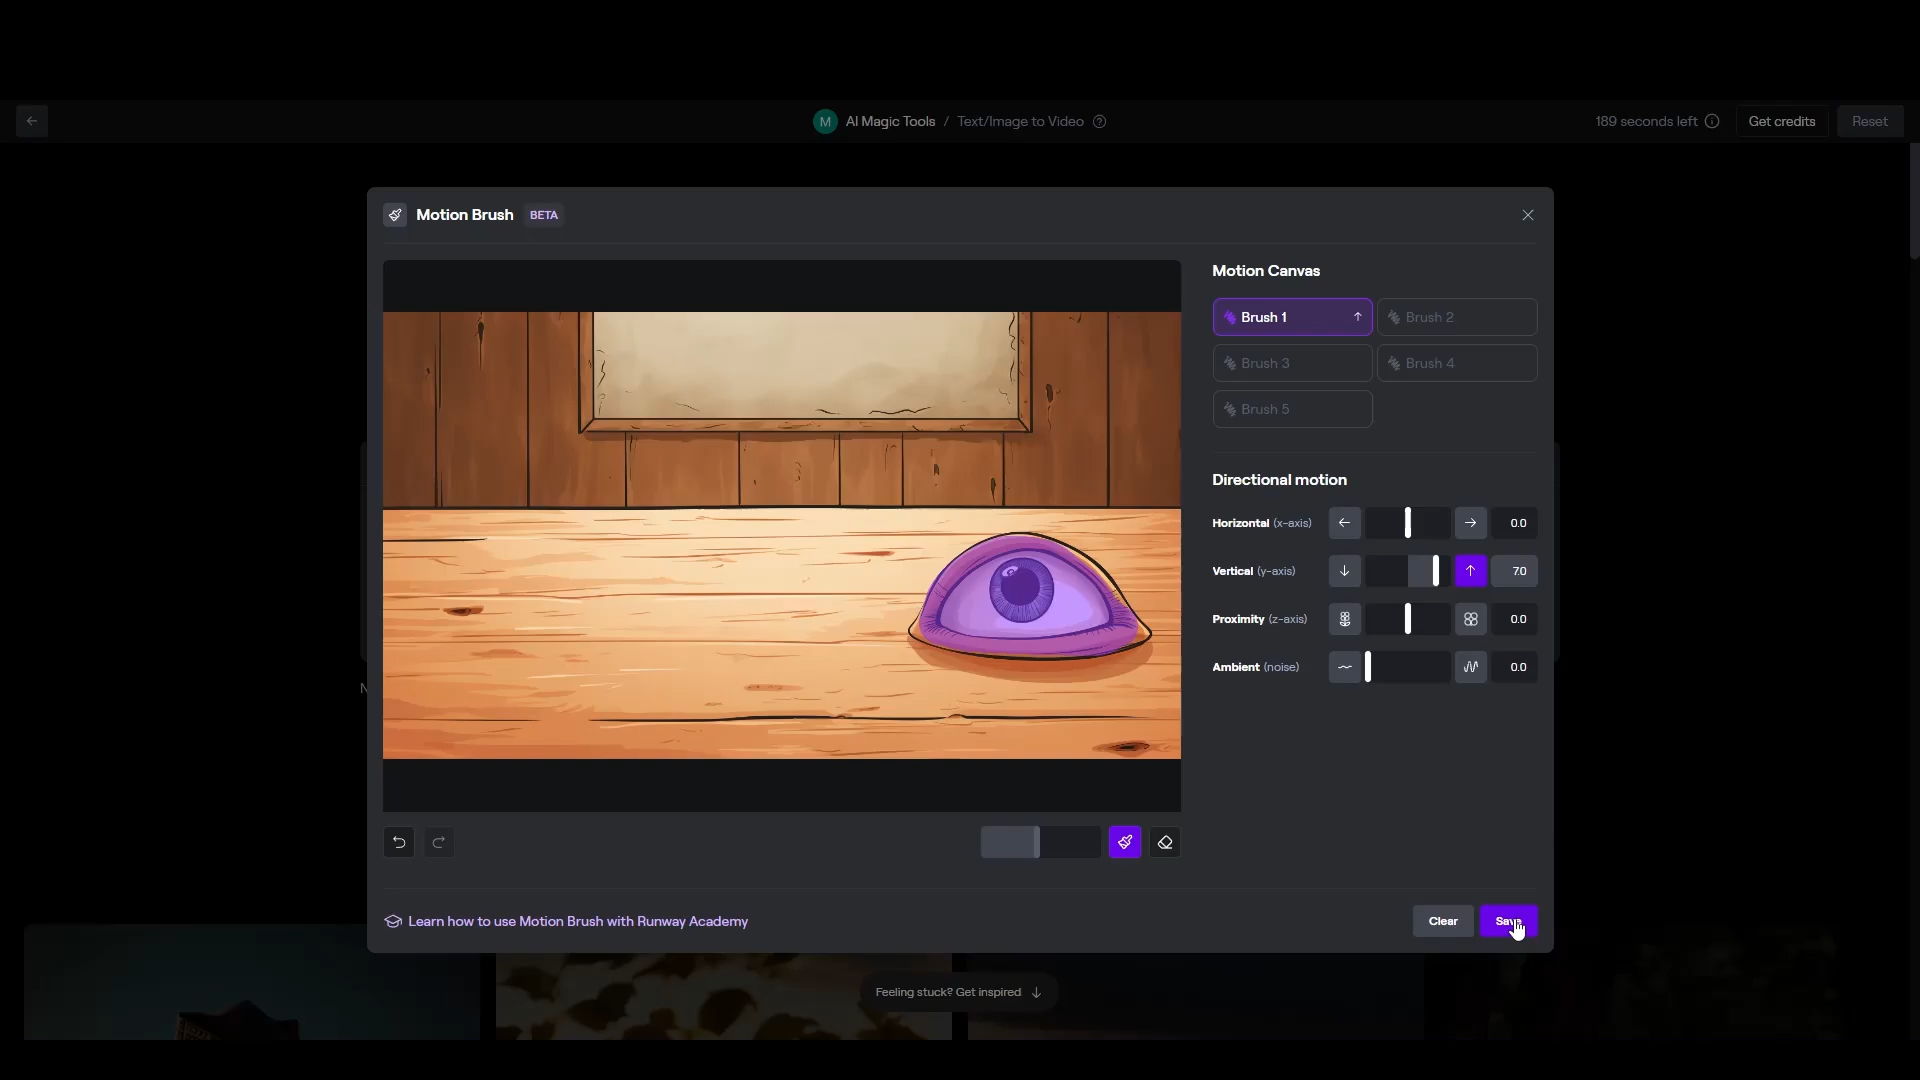 M AI Magic Tools / Text/Image to Video
189 seconds left
Get credits
Reset
Motion Brush BETA
Motion Canvas
Brush 1
Brush 2
Brush 3
Brush 4
Brush 5
Directional motion
Horizontal (x-axis) 0.0
Vertical (y-axis) 7.0
Proximity (z-axis) 0.0
Ambient (noise) 0.0
Learn how to use Motion Brush with Runway Academy
Clear
Save
Feeling stuck? Get inspired